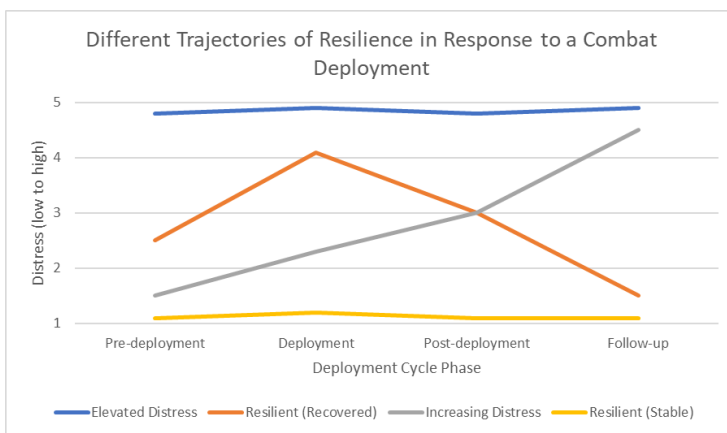 Different Trajectories of Resilience in Response to a Combat
Deployment
Distress (low to high)
5
4
3
2
1
Pre-deployment Deployment Post-deployment Follow-up
Deployment Cycle Phase
Elevated Distress Resilient (Recovered) Increasing Distress Resilient (Stable)